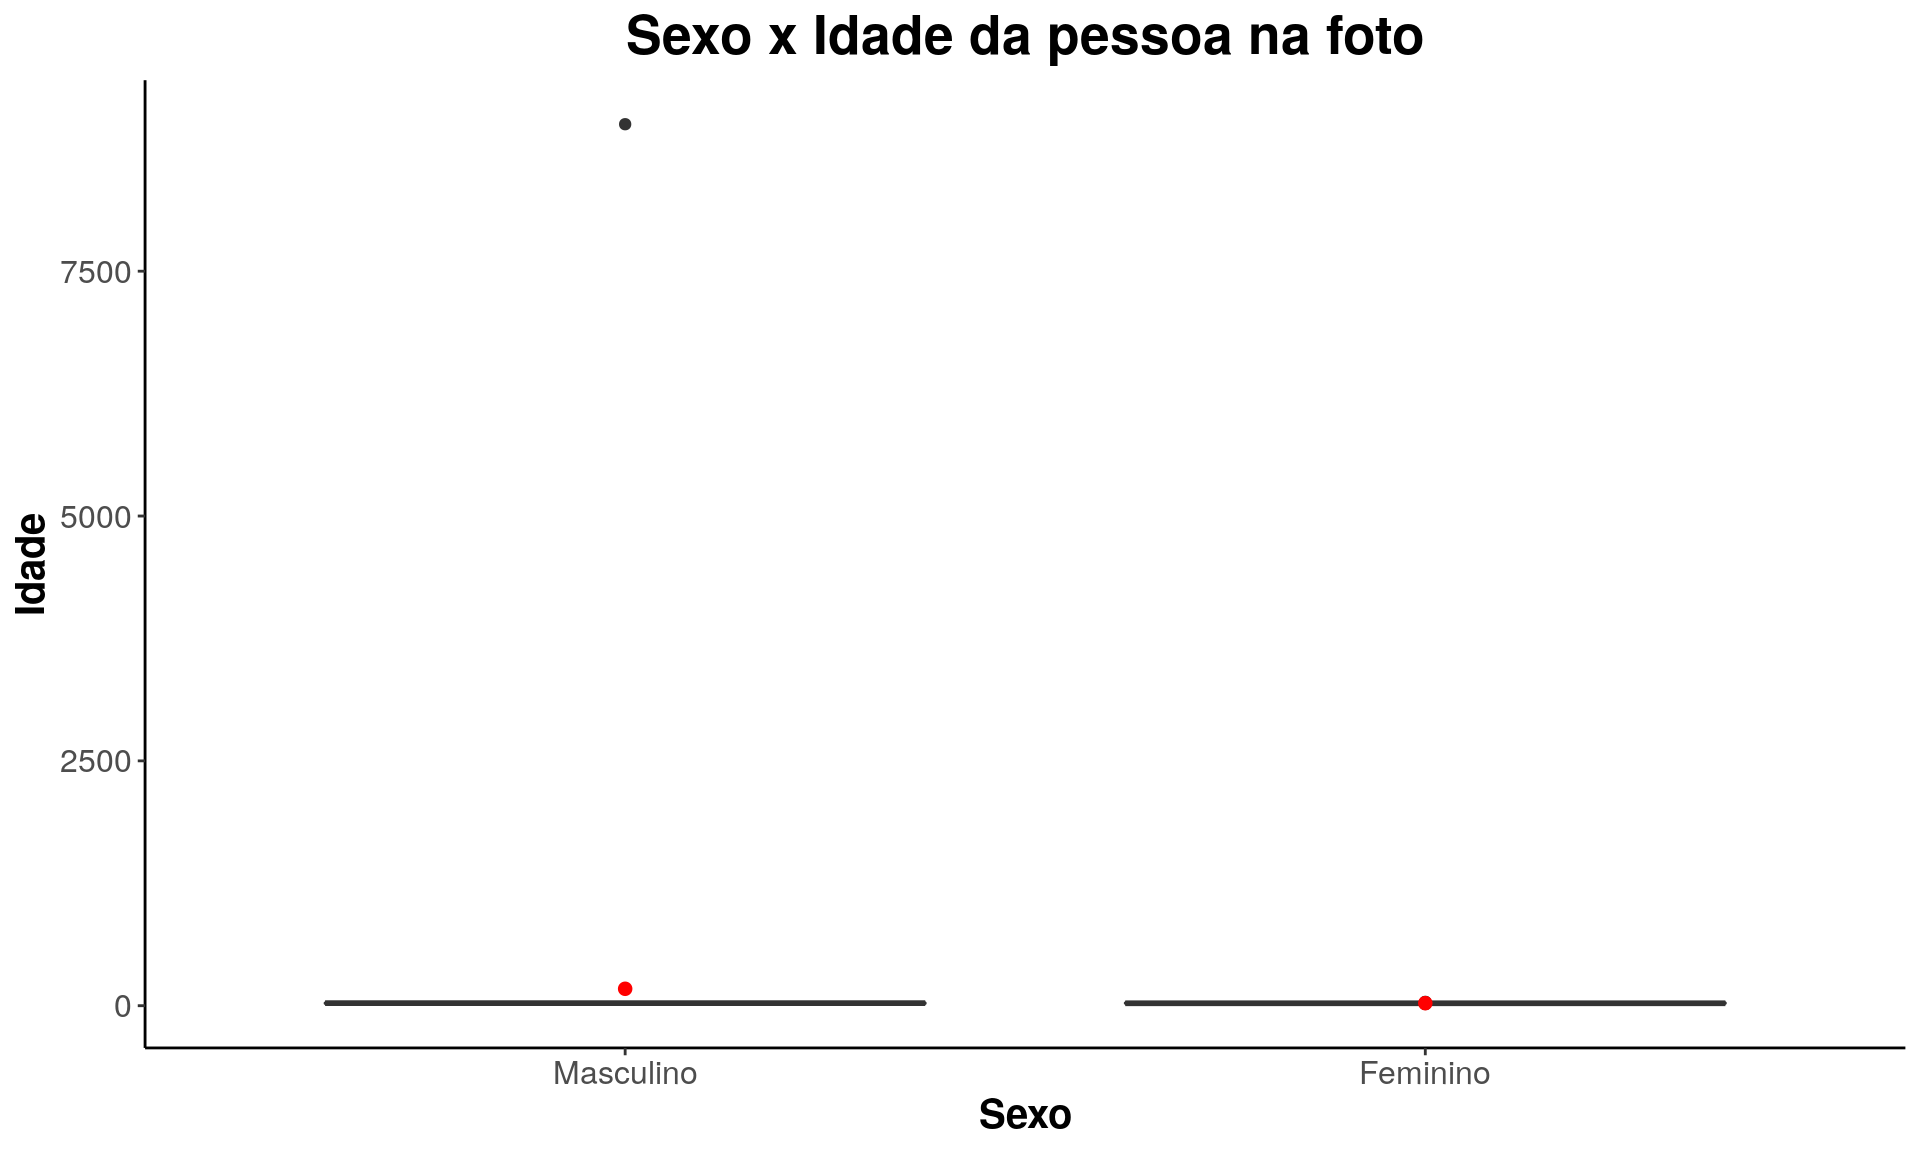 Sexo x Idade da pessoa na foto
Idade
7500
5000
2500
0
Masculino
Feminino
Sexo